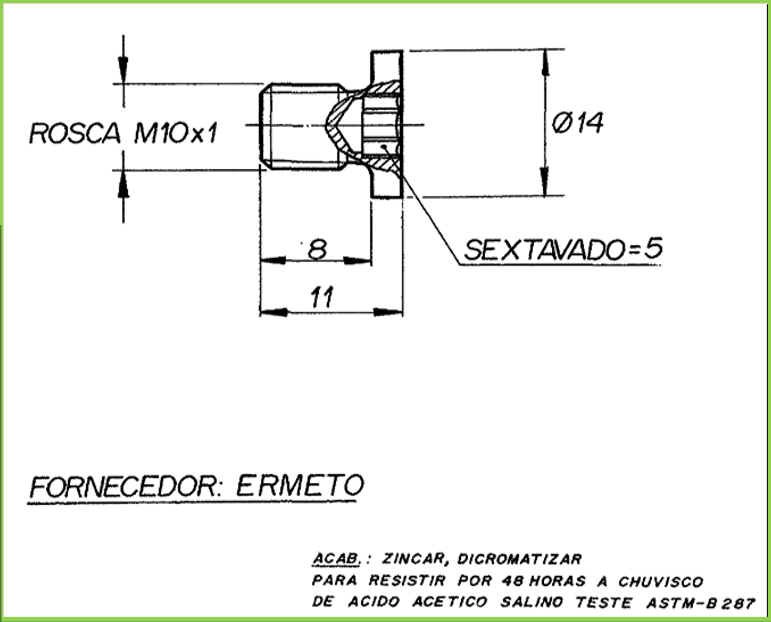 ROSCA M10x1
Ø14
8
SEXTAVADO=5
11
FORNECEDOR: ERMETO
ACAB.: ZINCAR, DICROMATIZAR
PARA RESISTIR POR 48 HORAS A CHUVISCO
DE ACIDO ACETICO SALINO TESTE ASTM-B287